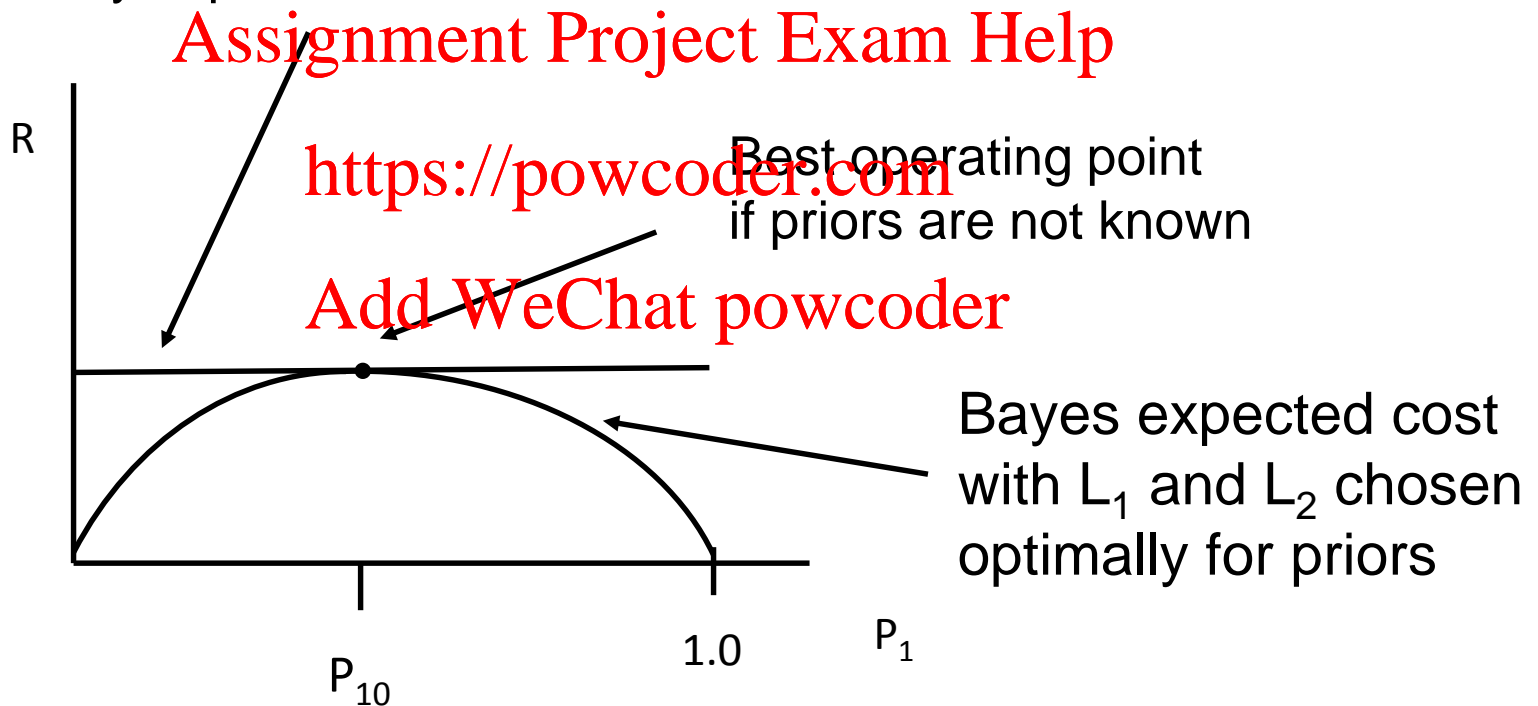 Assignment Project Exam Help
R
Best operating point
https://powcoder.com
if priors are not known
Add WeChat powcoder
Bayes expected cost
with L₁ and L₂ chosen
optimally for priors
1.0
P₁
P₁₀